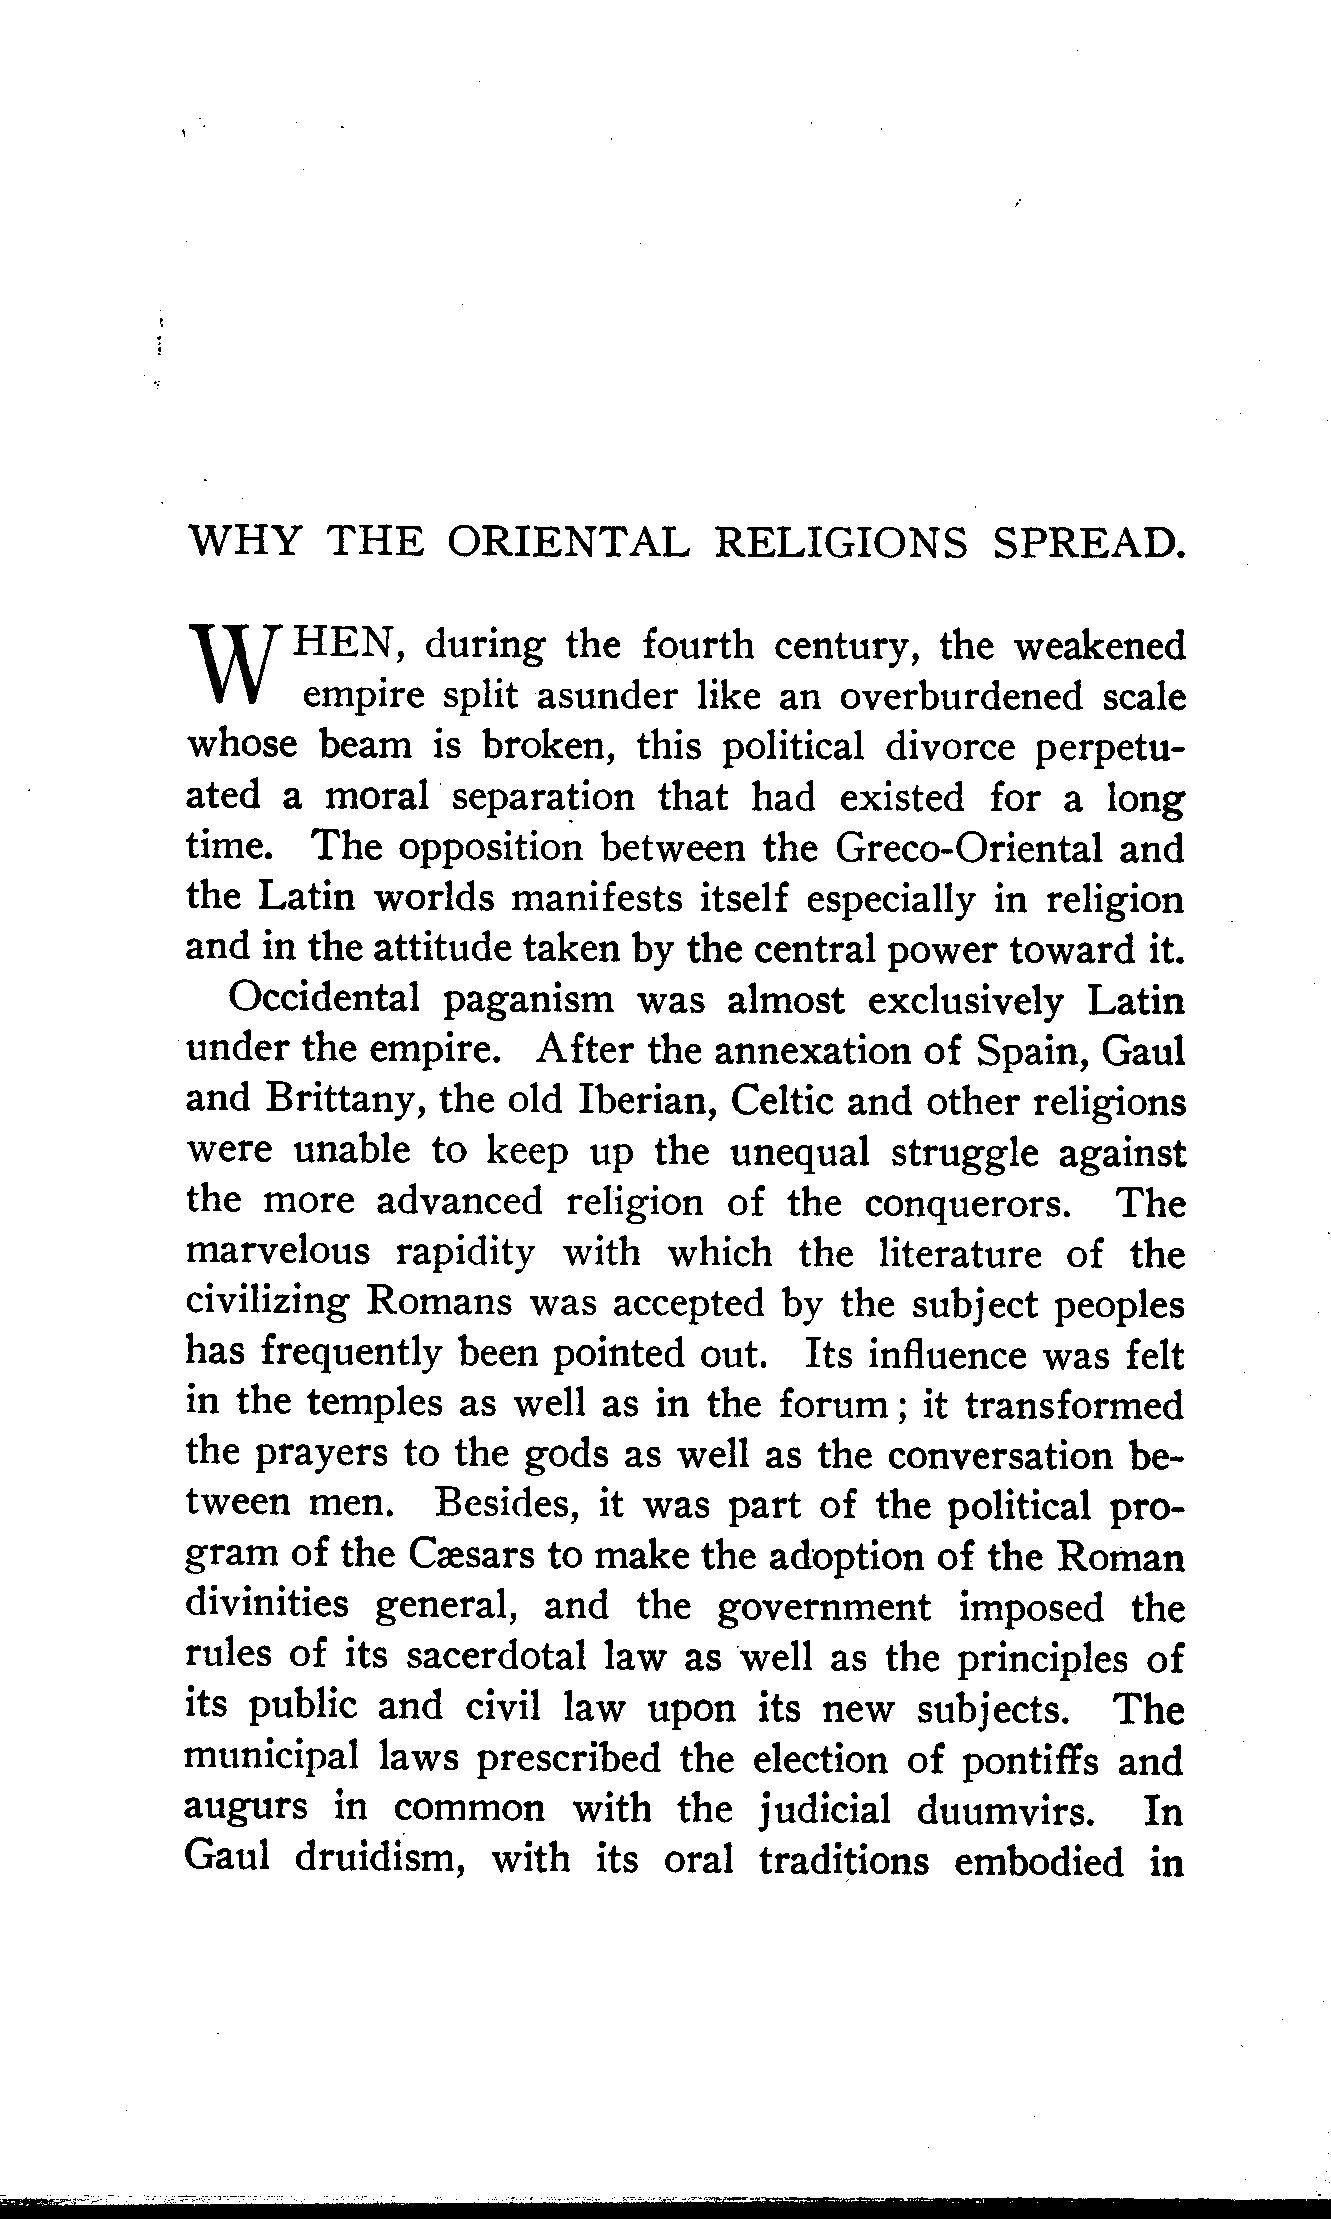 WHY THE ORIENTAL RELIGIONS SPREAD.
WHEN, during the fourth century, the weakened
empire split asunder like an overburdened scale
whose beam is broken, this political divorce perpetu-
ated a moral separation that had existed for a long
time. The opposition between the Greco-Oriental and
the Latin worlds manifests itself especially in religion
and in the attitude taken by the central power toward it.
Occidental paganism was almost exclusively Latin
under the empire. After the annexation of Spain, Gaul
and Brittany, the old Iberian, Celtic and other religions
were unable to keep up the unequal struggle against
the more advanced religion of the conquerors. The
marvelous rapidity with which the literature of the
civilizing Romans was accepted by the subject peoples
has frequently been pointed out. Its influence was felt
in the temples as well as in the forum; it transformed
the prayers to the gods as well as the conversation be-
tween men. Besides, it was part of the political pro-
gram of the Cæsars to make the adoption of the Roman
divinities general, and the government imposed the
rules of its sacerdotal law as well as the principles of
its public and civil law upon its new subjects. The
municipal laws prescribed the election of pontiffs and
augurs in common with the judicial duumvirs. In
Gaul druidism, with its oral traditions embodied in